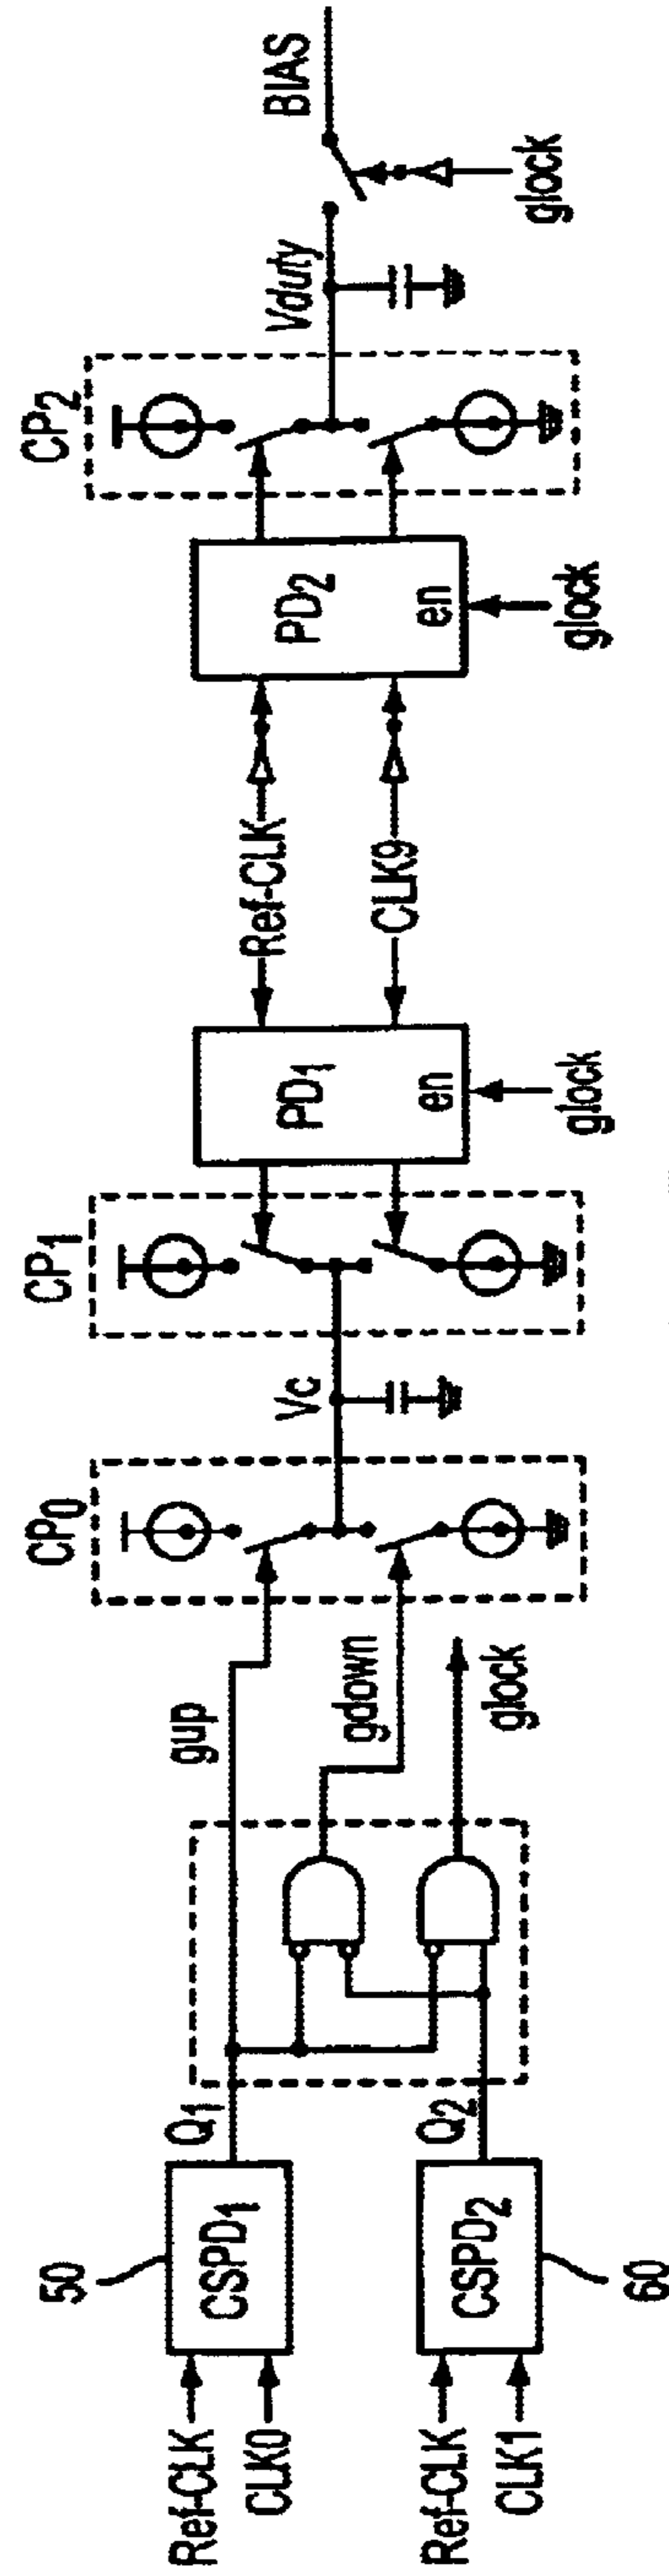 50
Ref-CLK
CLK0
CSPD1
Q1
60
Ref-CLK
CLK1
CSPD2
Q2
gup
gdown
glock
CP0
Vc
CP1
PD1
en
glock
Ref-CLK
CLK9
PD2
en
glock
CP2
Vduty
BIAS
glock